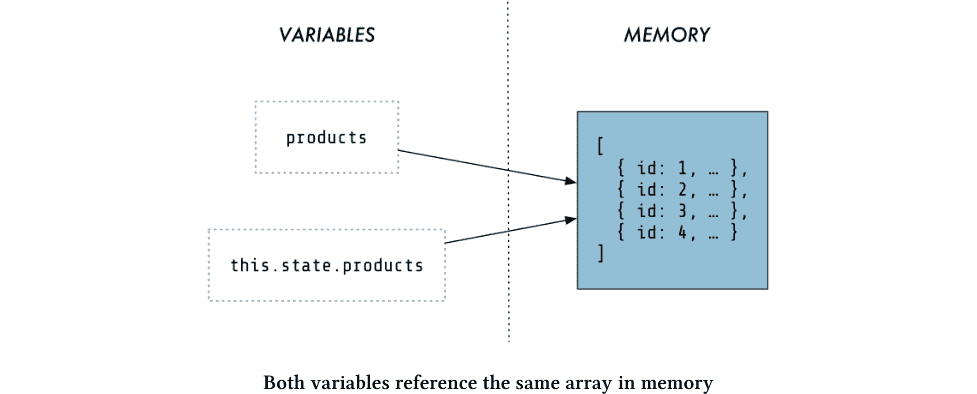 VARIABLES
MEMORY
products
this.state.products
[
{ id: 1, … },
{ id: 2, … },
{ id: 3, … },
{ id: 4, … }
]
Both variables reference the same array in memory